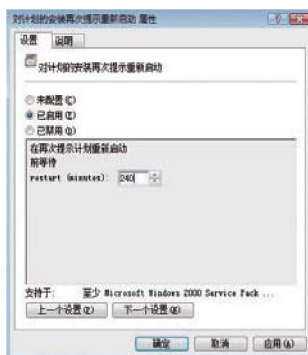 对计划的安装再次提示重新启动 属性
设置 说明
对计划的安装再次提示重新启动
未配置(C)
已启用(E)
已禁用(D)
在再次提示计划重新启动
前等待
restart (minutes): 240
支持于: 至少 Microsoft Windows 2000 Service Pack ...
上一个设置(P) 下一个设置(N)
确定 取消 应用(A)